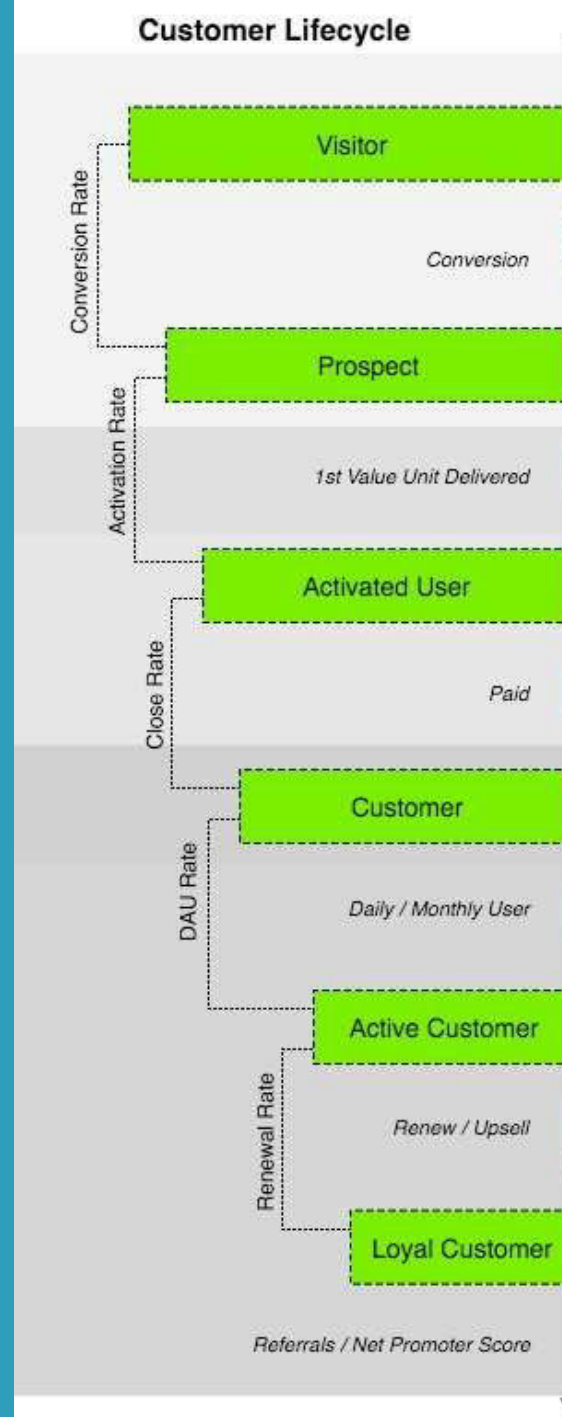 Customer Lifecycle
Visitor
Conversion Rate
Conversion
Prospect
Activation Rate
1st Value Unit Delivered
Activated User
Close Rate
Paid
Customer
DAU Rate
Daily / Monthly User
Active Customer
Renewal Rate
Renew / Upsell
Loyal Customer
Referrals / Net Promoter Score